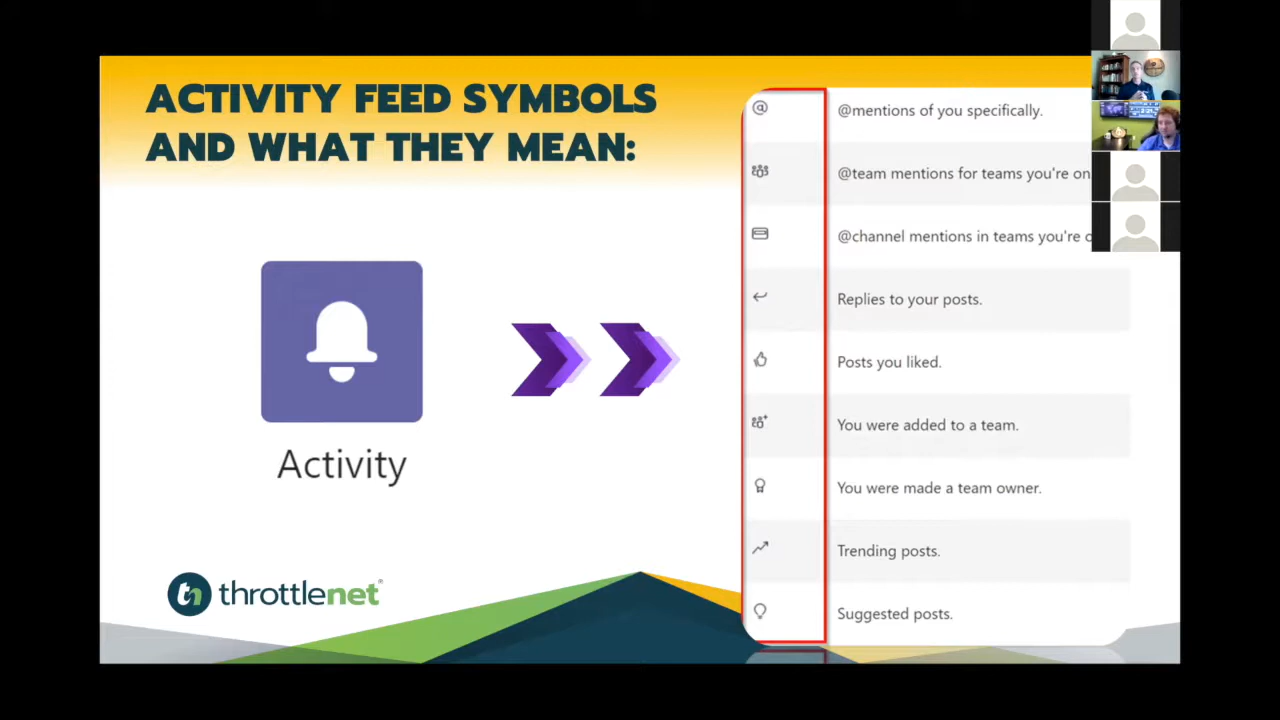 ACTIVITY FEED SYMBOLS
AND WHAT THEY MEAN:
Activity
throttlenet®
@mentions of you specifically.
@team mentions for teams you're on
@channel mentions in teams you're
Replies to your posts.
Posts you liked.
You were added to a team.
You were made a team owner.
Trending posts.
Suggested posts.